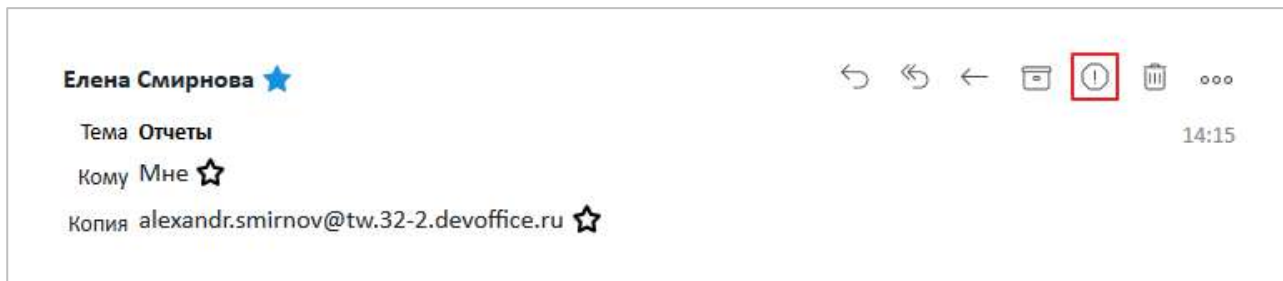 Елена Смирнова
Тема Отчеты
14:15
Кому Мне
Копия alexandr.smirnov@tw.32-2.devoffice.ru